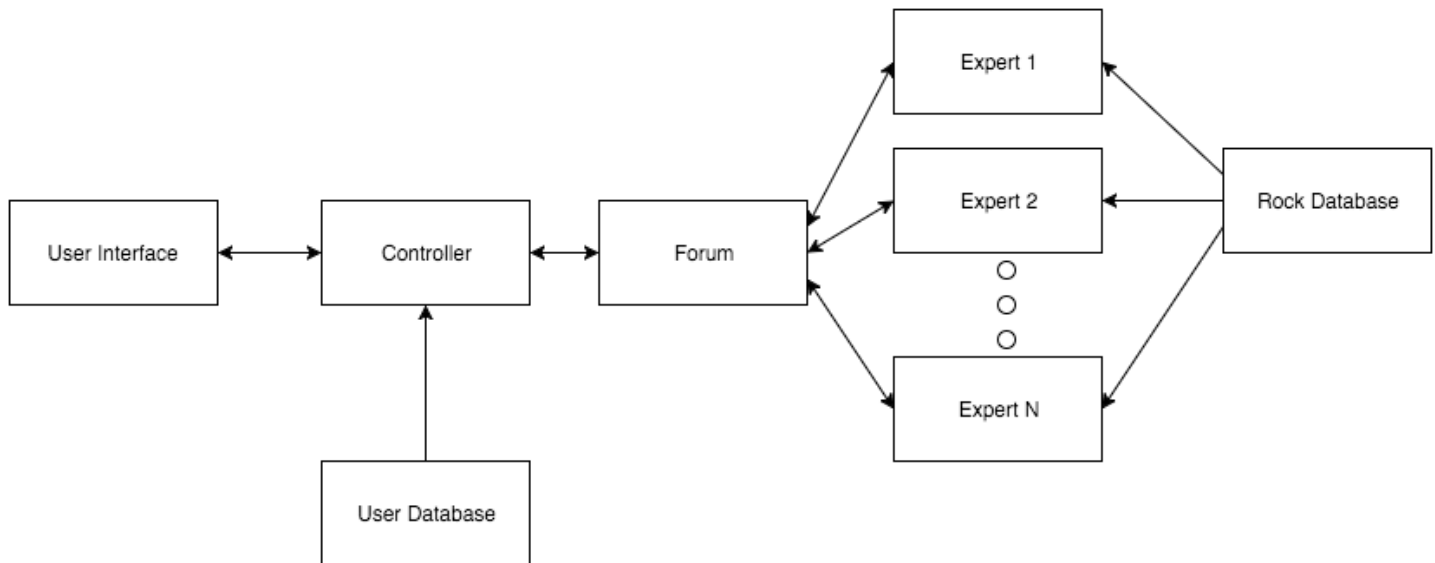 Expert 1
Expert 2
Rock Database
User Interface
Controller
Forum
Expert N
User Database